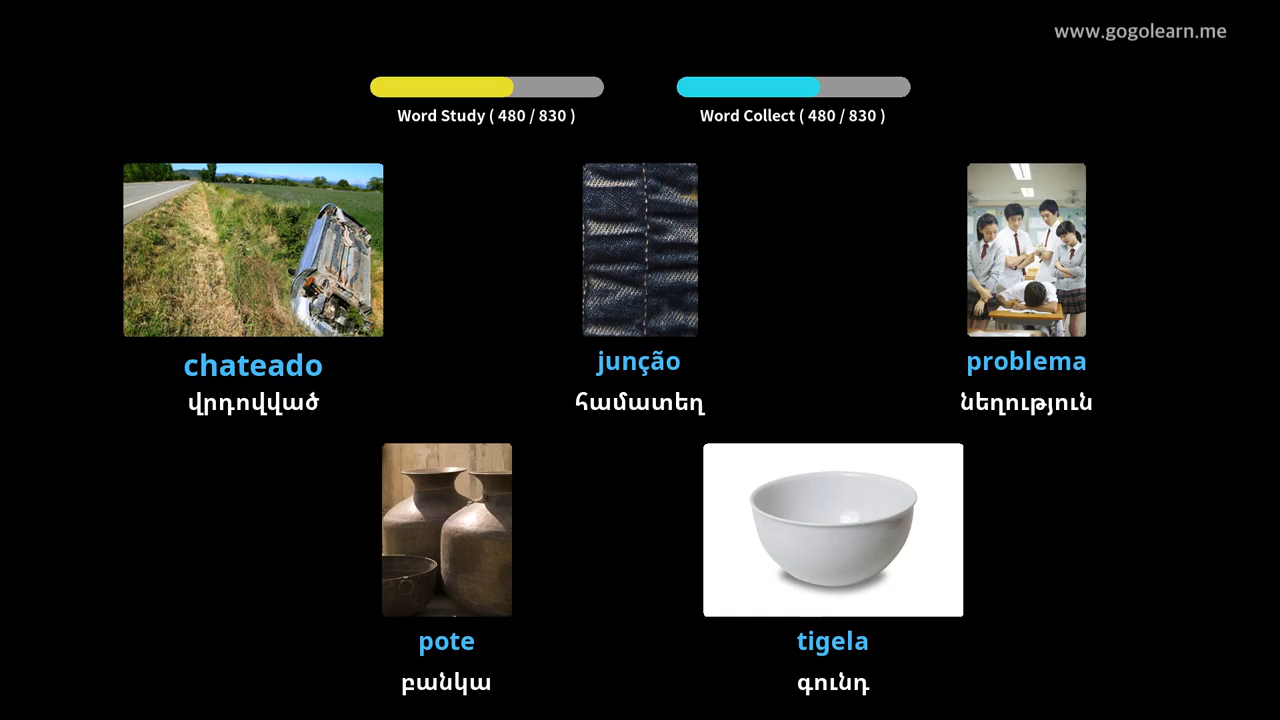 www.gogolearn.me
Word Study ( 480 / 830 )
Word Collect ( 480 / 830 )
chateado
վրդովված
junção
համատեղ
problema
նեղություն
pote
բանկա
tigela
գունդ